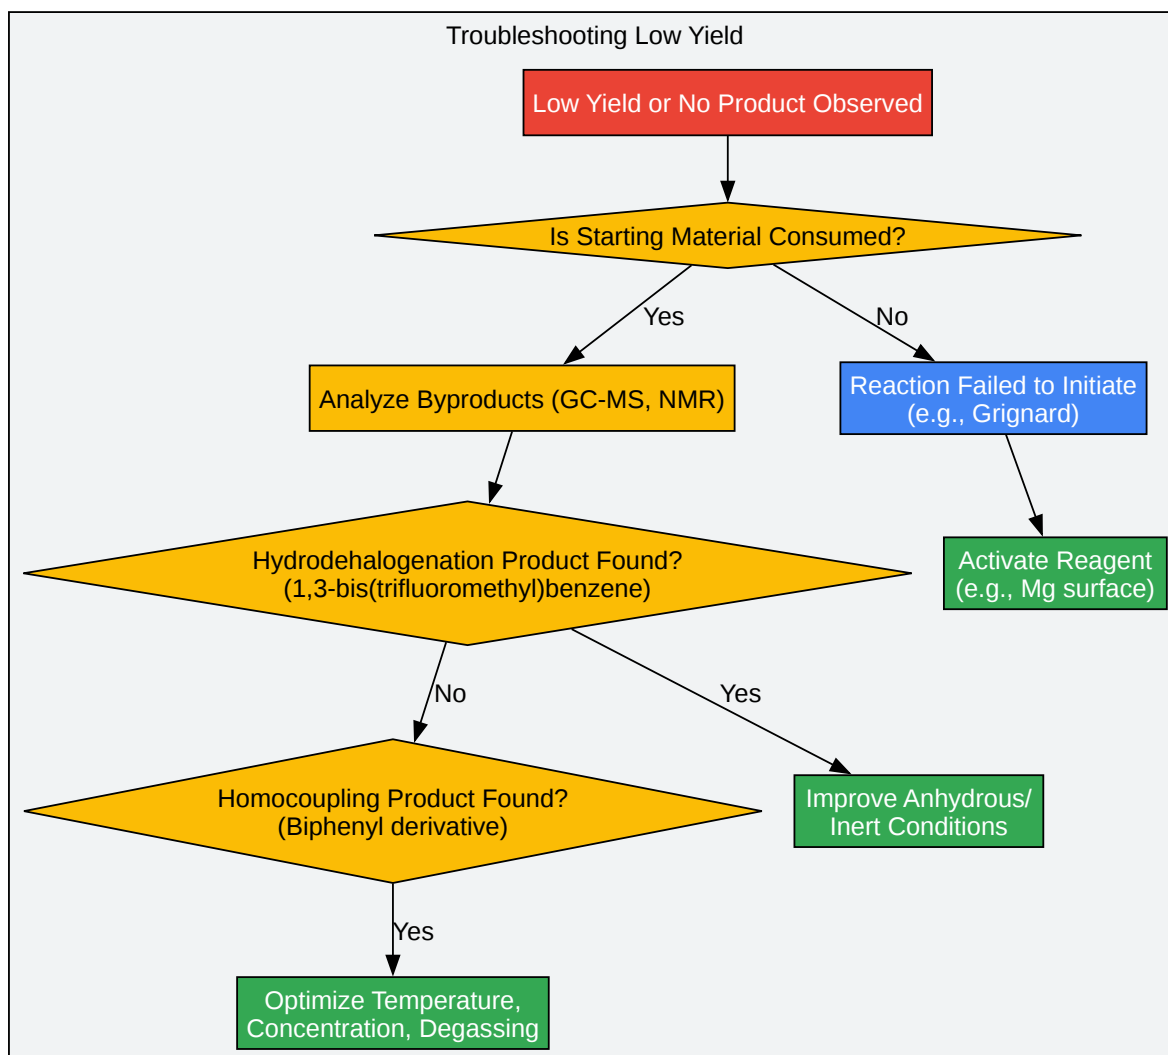 Troubleshooting Low Yield
Low Yield or No Product Observed
Is Starting Material Consumed?
Yes
No
Analyze Byproducts (GC-MS, NMR)
Reaction Failed to Initiate
(e.g., Grignard)
Hydrodehalogenation Product Found?
(1,3-bis(trifluoromethyl)benzene)
Activate Reagent
(e.g., Mg surface)
No
Yes
Homocoupling Product Found?
(Biphenyl derivative)
Improve Anhydrous/
Inert Conditions
Yes
Optimize Temperature,
Concentration, Degassing